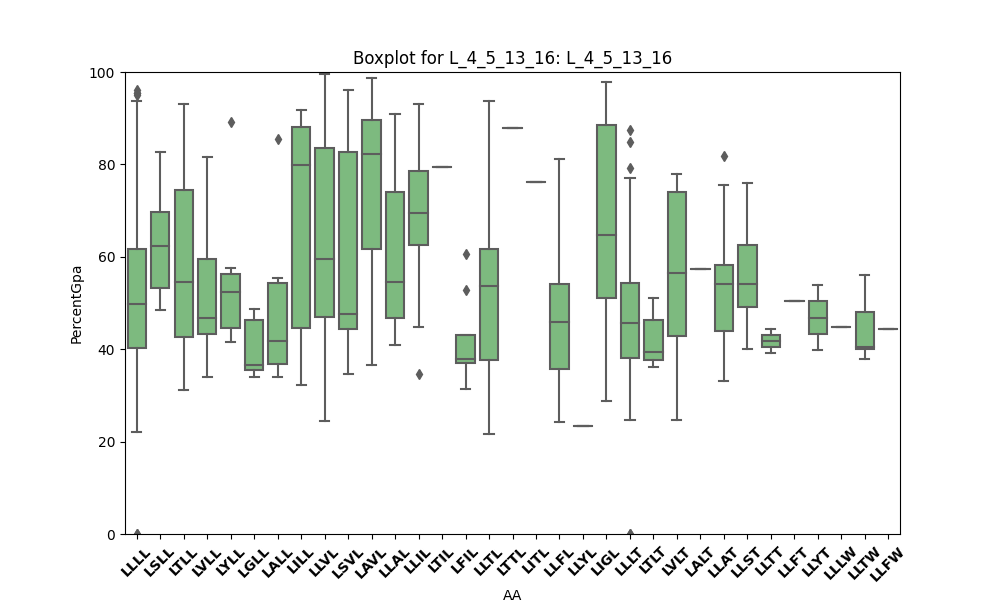 Boxplot for L_4_5_13_16: L_4_5_13_16
100
80
60
40
20
0
PercentGpa
LLLL LSLL LTLL LVLL LYLL LGLL LALL LILL LLVL LSVL LAVL LLAL LLIL LTIL LFIL LLTL LTTL LITL LLFL LLYL LIGL LLLT LTLT LVLT LALT LLAT LLST LLTT LLFT LLYT LLLW LLTW LLFW
AA